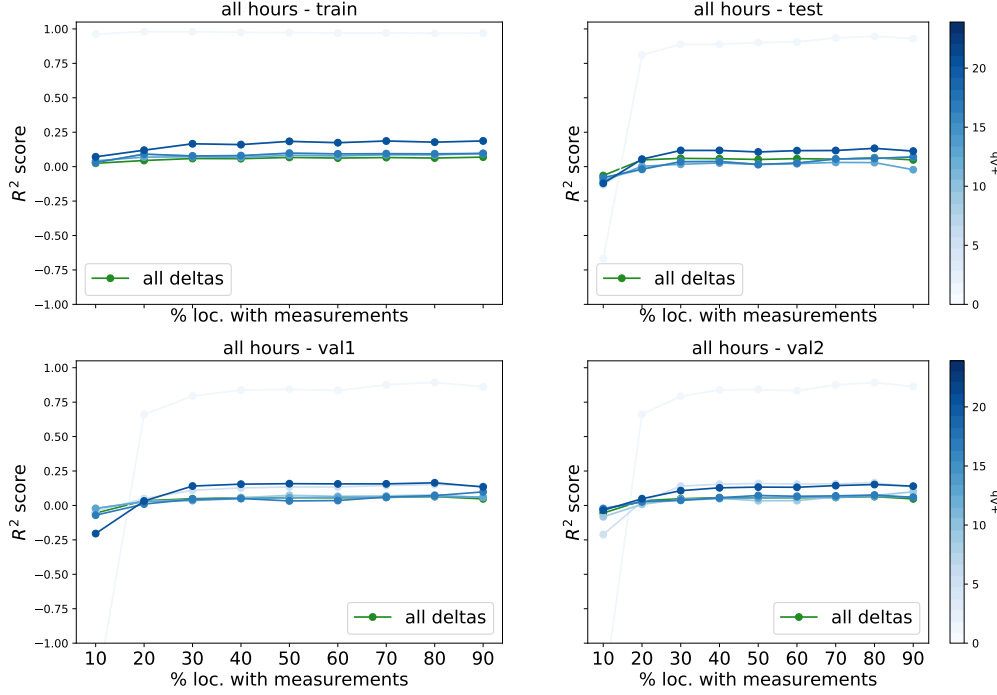 all hours - train
all hours - test
1.00
0.75
0.50
0.25
0.00
−0.25
−0.50
−0.75
−1.00
R² score
R² score
all deltas
all deltas
20
15
10
5
0
% loc. with measurements
% loc. with measurements
all hours - val1
all hours - val2
1.00
0.75
0.50
0.25
0.00
−0.25
−0.50
−0.75
−1.00
R² score
R² score
all deltas
all deltas
20
15
10
5
0
10 20 30 40 50 60 70 80 90
10 20 30 40 50 60 70 80 90
% loc. with measurements
% loc. with measurements